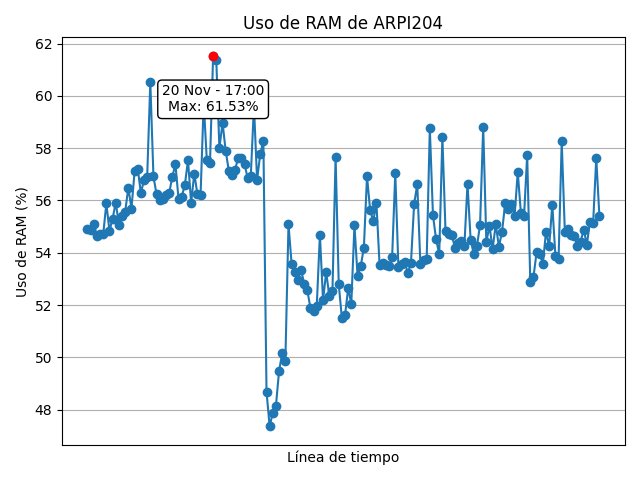 Uso de RAM de ARPI204
62
60
58
56
54
52
50
48
Uso de RAM (%)
20 Nov - 17:00
Max: 61.53%
Línea de tiempo